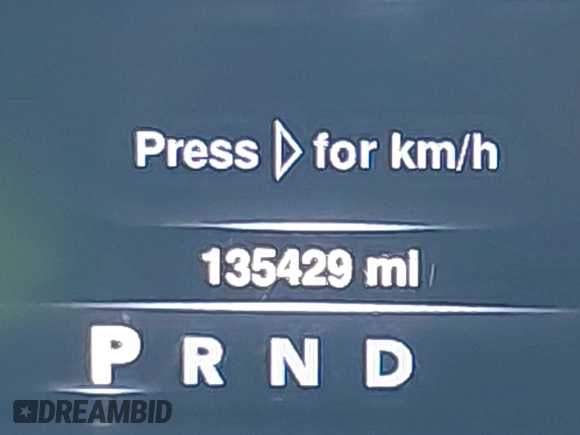 Press ▷ for km/h
135429 mi
P R N D
DREAMBID